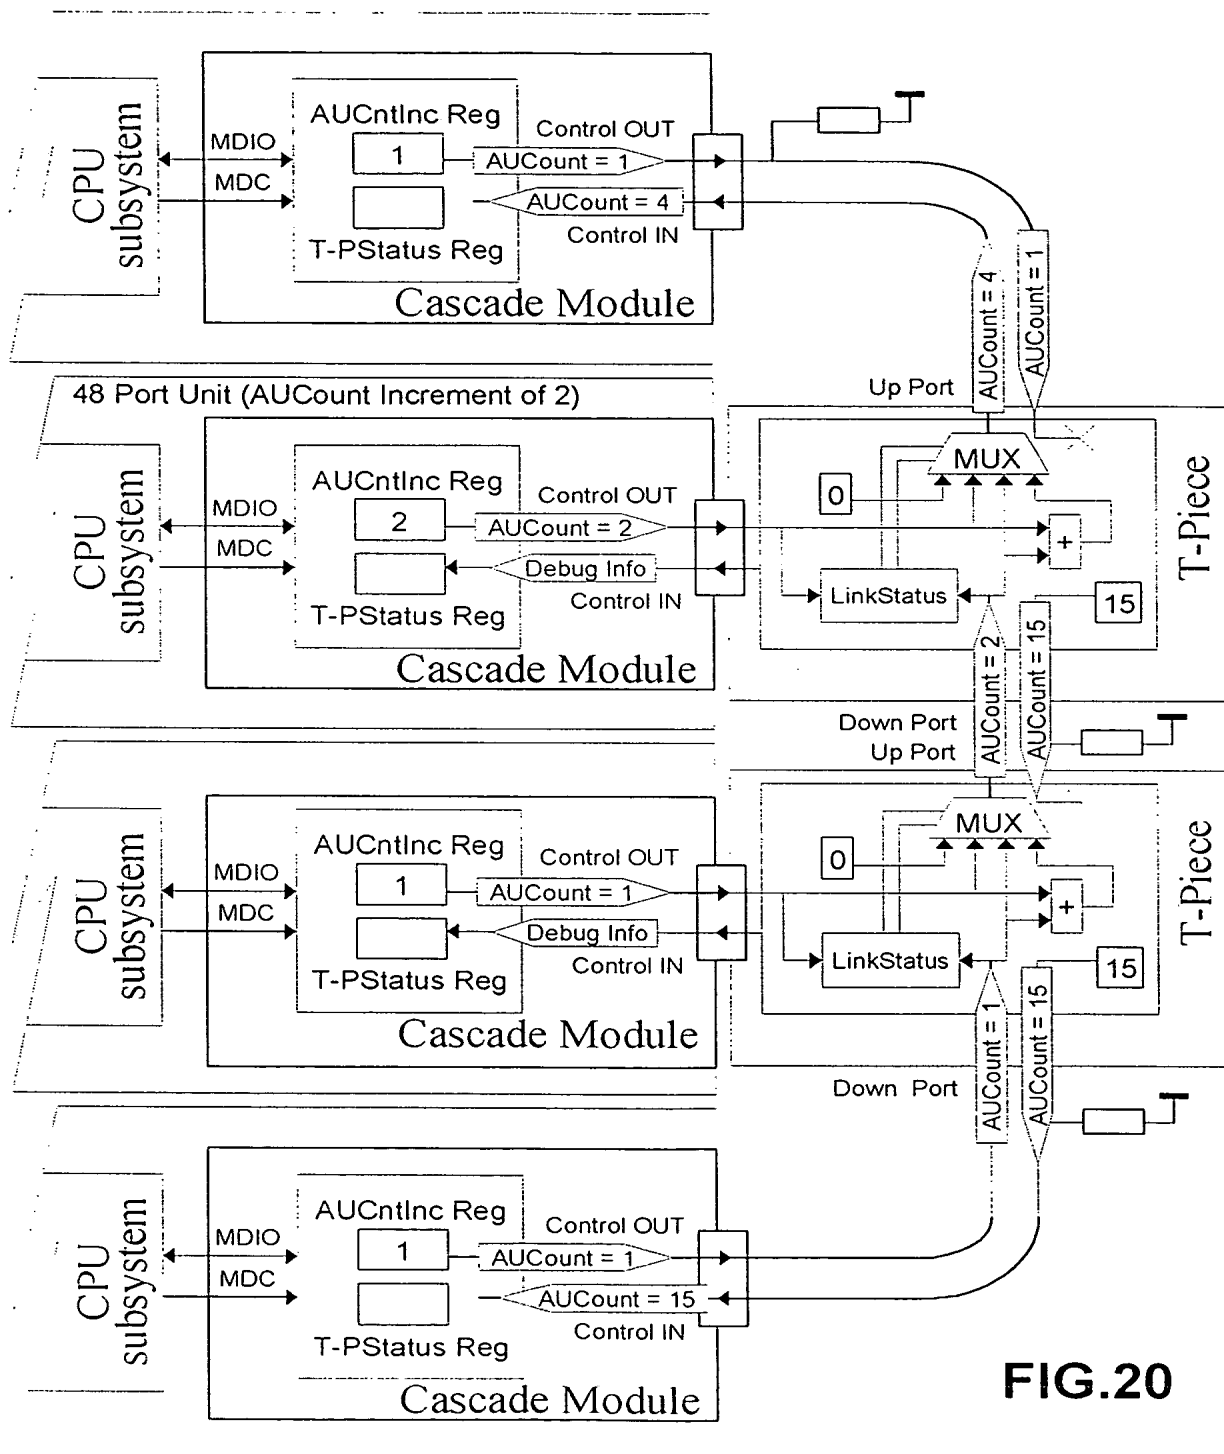 CPU
subsystem
MDIO
MDC
AUCntInc Reg
1
T-PStatus Reg
Control OUT
AUCount = 1
AUCount = 4
Control IN
Cascade Module
AUCount = 4
AUCount = 1
Up Port
48 Port Unit (AUCount Increment of 2)
CPU
subsystem
MDIO
MDC
AUCntInc Reg
2
T-PStatus Reg
Control OUT
AUCount = 2
Debug Info
Control IN
Cascade Module
MUX
0
+
LinkStatus
15
T-Piece
AUCount = 2
AUCount = 15
Down Port
Up Port
CPU
subsystem
MDIO
MDC
AUCntInc Reg
1
T-PStatus Reg
Control OUT
AUCount = 1
Debug Info
Control IN
Cascade Module
MUX
0
+
LinkStatus
15
T-Piece
AUCount = 1
AUCount = 15
Down Port
CPU
subsystem
MDIO
MDC
AUCntInc Reg
1
T-PStatus Reg
Control OUT
AUCount = 1
AUCount = 15
Control IN
Cascade Module
FIG.20